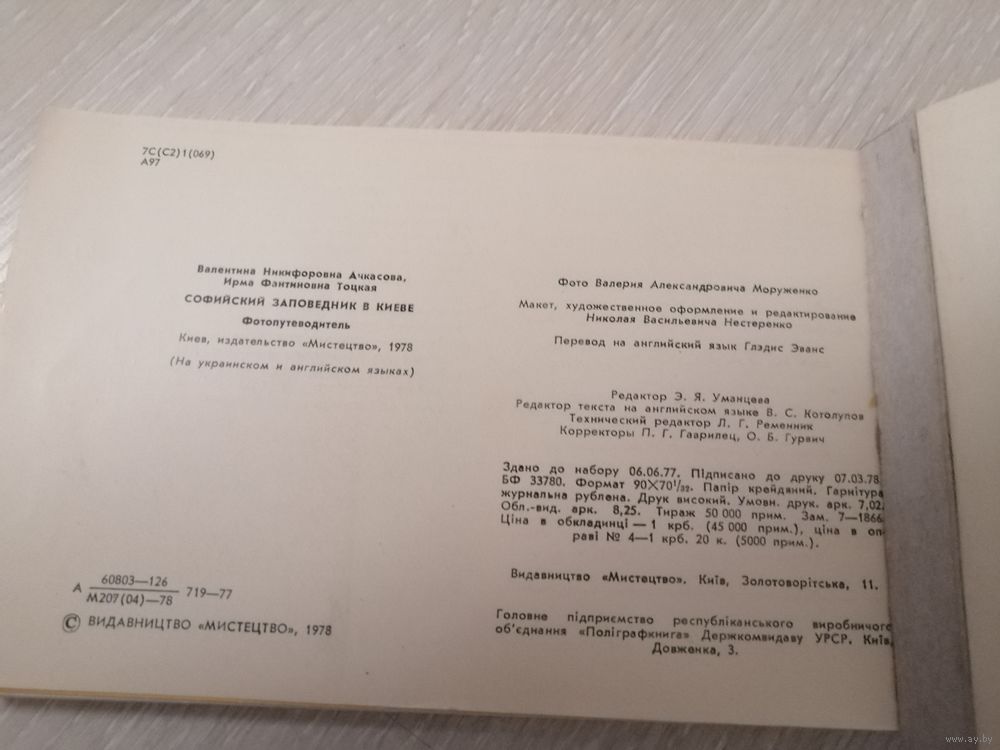 7С(С2)1(069)
А97
Валентина Никифоровна Ачкасова,
Ирма Фантиновна Тоцкая
СОФИЙСКИЙ ЗАПОВЕДНИК В КИЕВЕ
Фотопутеводитель
Киев, издательство «Мистецтво», 1978
(На украинском и английском языках)
А 60803—126
М207(04)—78 719—77
© ВИДАВНИЦТВО «МИСТЕЦТВО», 1978
Фото Валерия Александровича Моруженко
Макет, художественное оформление и редактирование
Николая Васильевича Нестеренко
Перевод на английский язык Глэдис Эванс
Редактор Э. Я. Уманцева
Редактор текста на английском языке В. С. Котолупов
Технический редактор Л. Г. Ременник
Корректоры П. Г. Гаврилец, О. Б. Гурвич
Здано до набору 06.06.77. Підписано до друку 07.03.78.
БФ 33780. Формат 90×70¹/₃₂. Папір крейдяний. Гарнітура
журнальна рублена. Друк високий. Умовн. друк. арк. 7,02.
Обл.-вид. арк. 8,25. Тираж 50 000 прим. Зам. 7—1866
Ціна в обкладинці — 1 крб. (45 000 прим.), ціна в оп-
раві № 4—1 крб. 20 к. (5000 прим.).
Видавництво «Мистецтво». Київ, Золотоворітська, 11.
Головне підприємство республіканського виробничого
об'єднання «Поліграфкнига» Держкомвидаву УРСР. Київ,
Довженка, 3.
www.ay.by